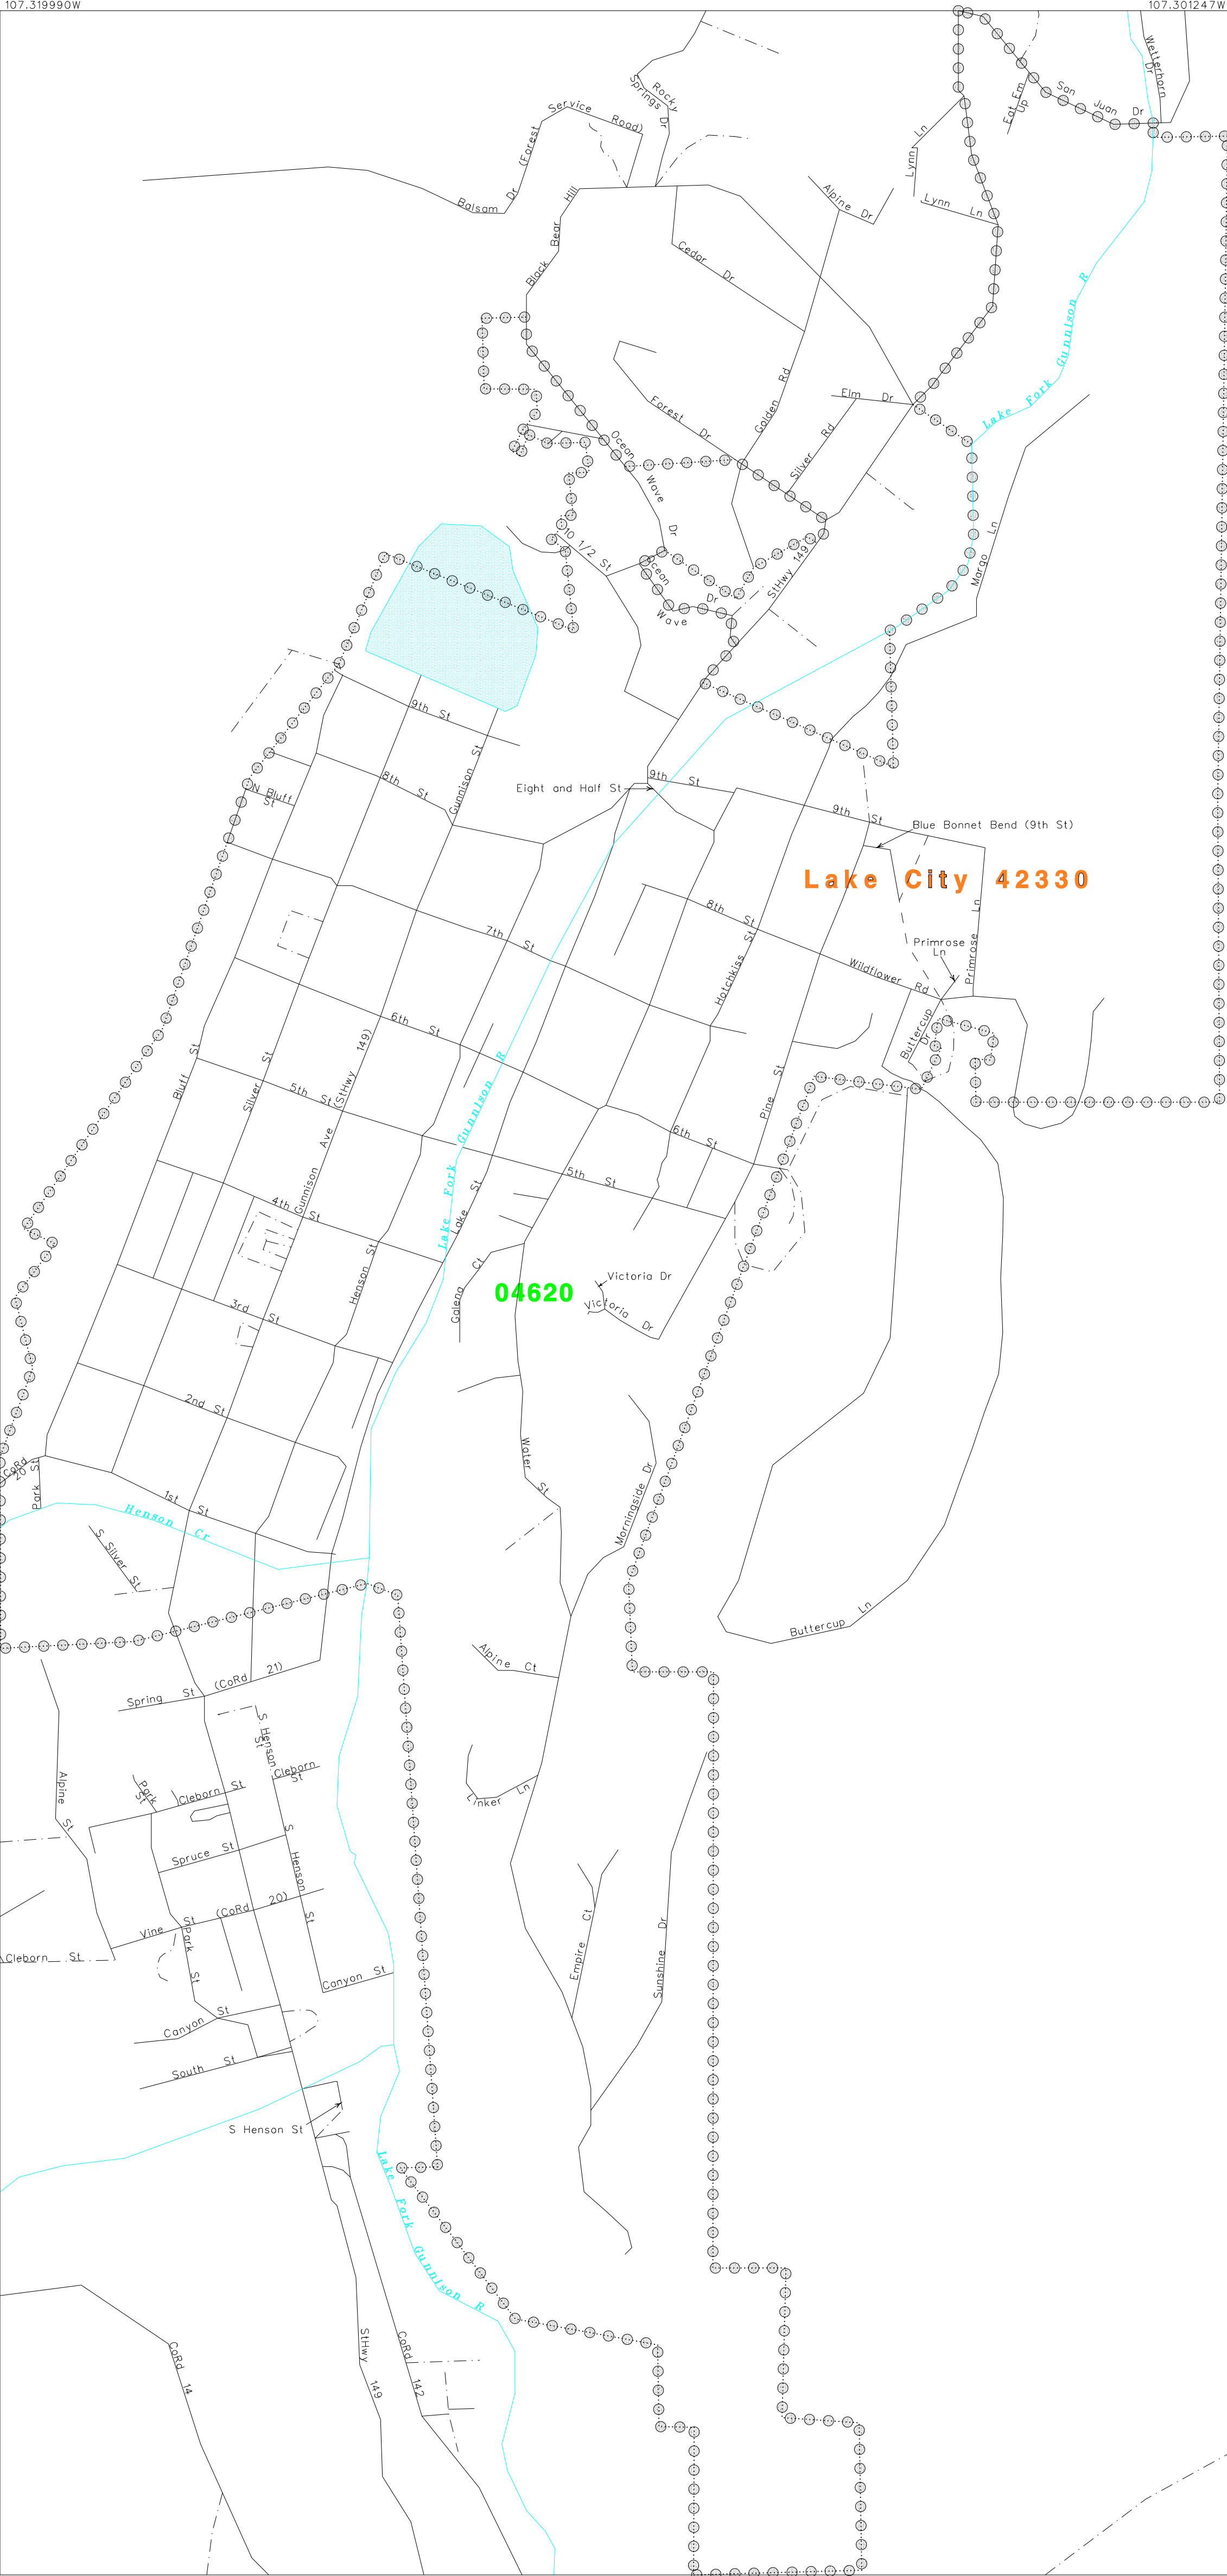 107.319990W
107.301247W
Wetterhorn Dr
San Juan Dr
Eat Em Up
Rocky Springs Dr
Balsam Dr (Forest Service Road)
Lynn Ln
Lynn Ln
Alpine Dr
Black Bear Hill
Cedar Dr
Lake Fork Gunnison R
Golden Rd
Elm Dr
Forest Dr
Silver Rd
Ocean Wave Dr
10 1/2 St
StHwy 149
Margo Ln
Ocean Wave Dr
9th St
8th St
Gunnison St
N Bluff St
9th St
Eight and Half St
9th St
Blue Bonnet Bend (9th St)
Lake City 42330
8th St
7th St
Hotchkiss St
Primrose Ln
Primrose Ln
Wildflower Rd
Buttercup Dr
6th St
Bluff St
Silver St
5th St
Gunnison Ave (StHwy 149)
Lake Fork Gunnison R
Pine St
6th St
5th St
4th St
Lake St
Henson St
Galena Ct
04620
Victoria Dr
Victoria Dr
3rd St
2nd St
Water St
CoRd 20
Park St
1st St
Henson Cr
S Silver St
Morningside Dr
Buttercup Ln
Alpine Ct
Spring St (CoRd 21)
S Henson St
Cleborn St
Alpine St
Park St
Cleborn St
Linker Ln
Spruce St
S Henson St
Vine St (CoRd 20)
Park St
Empire Ct
Sunshine Dr
Cleborn St
Canyon St
Canyon St
South St
S Henson St
Lake Fork Gunnison R
CoRd 14
StHwy 149
CoRd 142